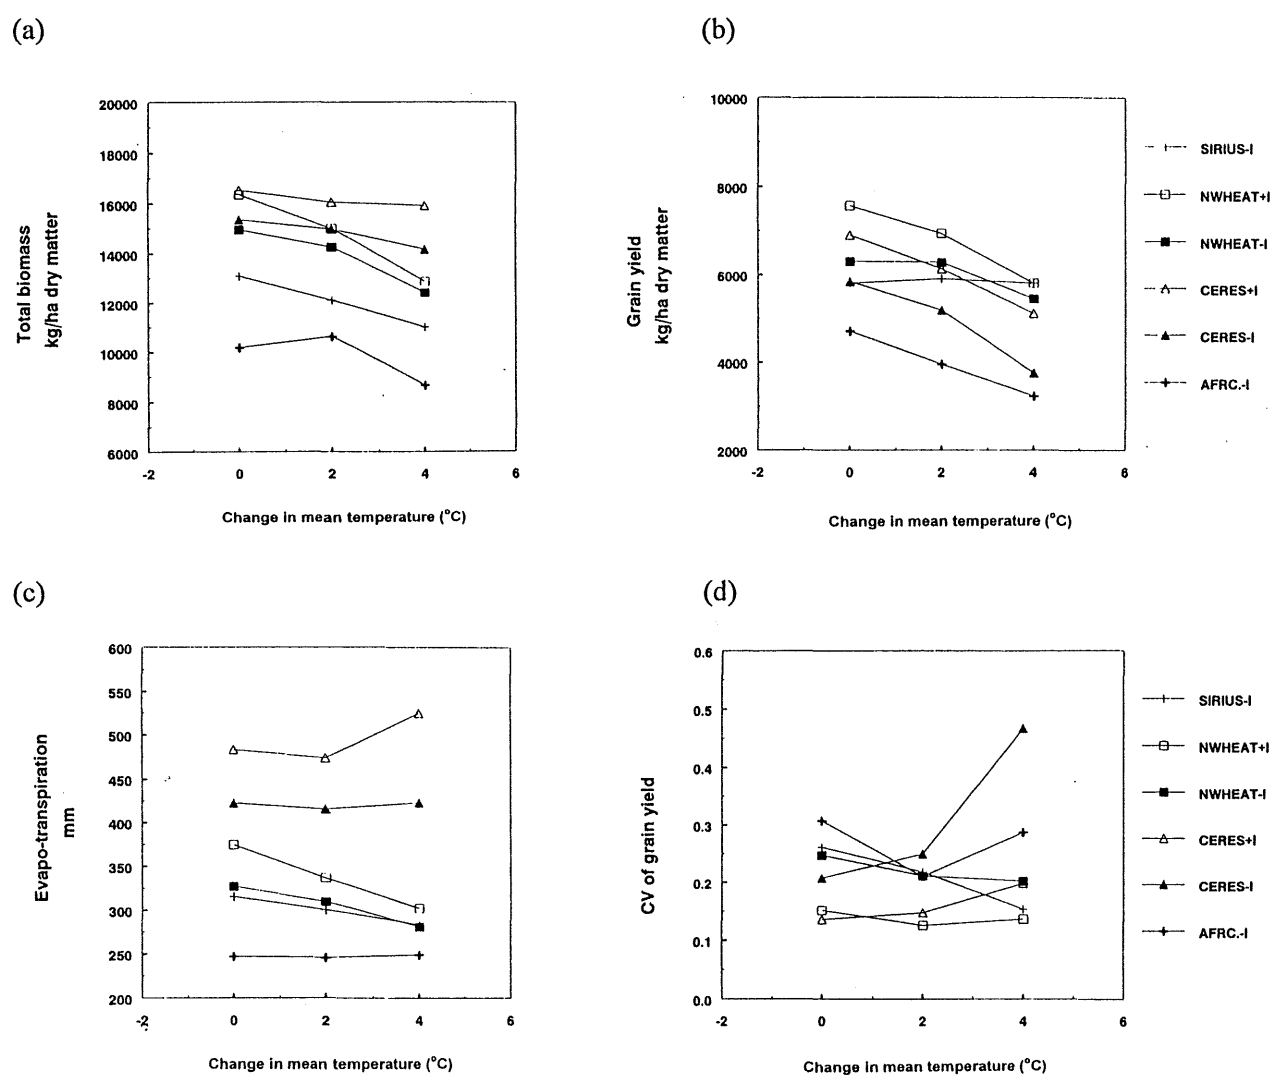 (a)
20000
18000
16000
14000
12000
10000
8000
6000
-2 0 2 4 6
Total biomass
kg/ha dry matter
Change in mean temperature (°C)
(b)
10000
8000
6000
4000
2000
-2 0 2 4 6
Grain yield
kg/ha dry matter
Change in mean temperature (°C)
SIRIUS-I
NWHEAT+I
NWHEAT-I
CERES+I
CERES-I
AFRC.-I
(c)
600
550
500
450
400
350
300
250
200
-2 0 2 4 6
Evapo-transpiration
mm
Change in mean temperature (°C)
(d)
0.6
0.5
0.4
0.3
0.2
0.1
0.0
-2 0 2 4 6
CV of grain yield
Change in mean temperature (°C)
SIRIUS-I
NWHEAT+I
NWHEAT-I
CERES+I
CERES-I
AFRC.-I